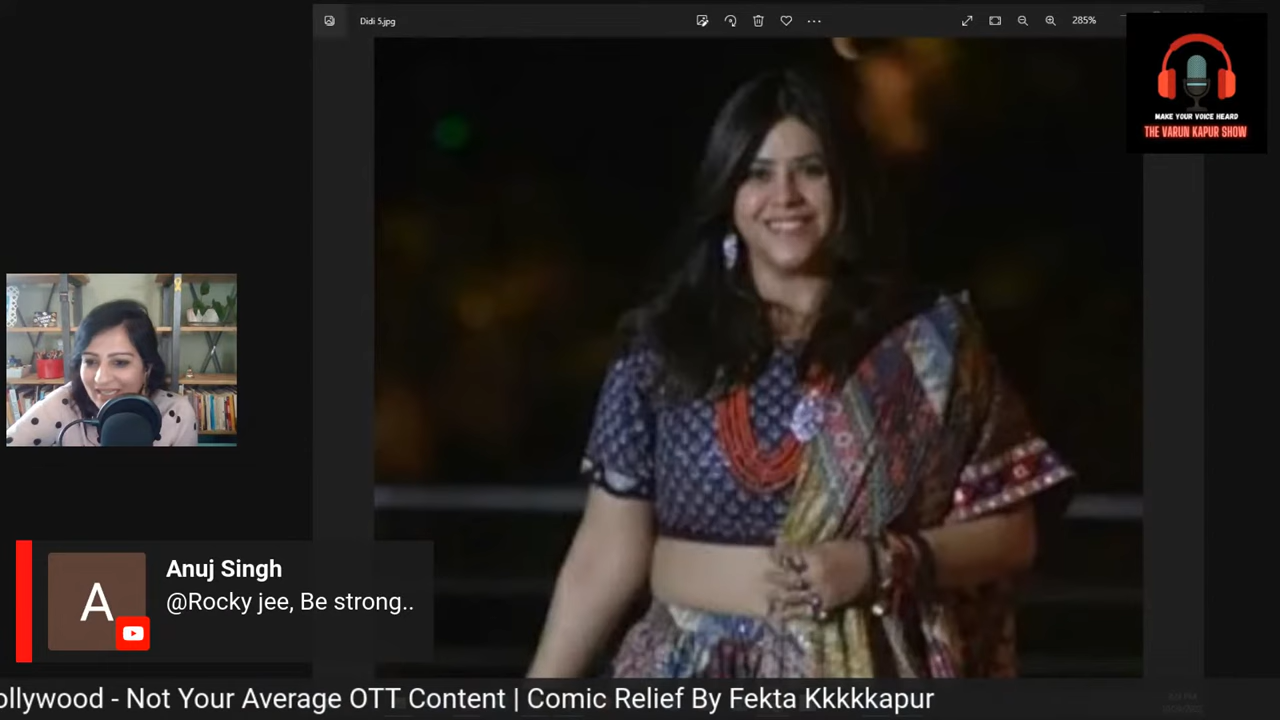 Didi 5.jpg
285%
MAKE YOUR VOICE HEARD
THE VARUN KAPUR SHOW
Anuj Singh
A
@Rocky jee, Be strong..
ollywood - Not Your Average OTT Content | Comic Relief By Fekta Kkkkkapur